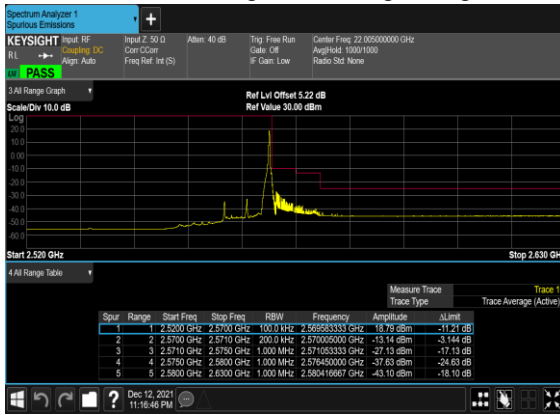 Spectrum Analyzer 1
Spurious Emissions
+
KEYSIGHT Input: RF Input Z: 50 Ω Atten: 40 dB Trig: Free Run Center Freq: 22.005000000 GHz
RL Coupling: DC Corr CCorr Gate: Off Avg|Hold: 1000/1000
Align: Auto Freq Ref: Int (S) IF Gain: Low Radio Std: None
PASS
3 All Range Graph Ref Lvl Offset 5.22 dB
Scale/Div 10.0 dB Ref Value 30.00 dBm
Log
20.0
10.0
0.00
-10.0
-20.0
-30.0
-40.0
-50.0
-60.0
Start 2.520 GHz Stop 2.630 GH
4 All Range Table
Measure Trace Trace 1
Trace Type Trace Average (Active)
Spur Range Start Freq Stop Freq RBW Frequency Amplitude ΔLimit
1 1 2.5200 GHz 2.5700 GHz 100.0 kHz 2.569583333 GHz 18.79 dBm -11.21 dB
2 2 2.5700 GHz 2.5710 GHz 200.0 kHz 2.570005000 GHz -13.14 dBm -3.144 dB
3 3 2.5710 GHz 2.5750 GHz 1.000 MHz 2.571053333 GHz -27.13 dBm -17.13 dB
4 4 2.5750 GHz 2.5800 GHz 1.000 MHz 2.576450000 GHz -37.63 dBm -24.63 dB
5 5 2.5800 GHz 2.6300 GHz 1.000 MHz 2.580416667 GHz -43.10 dBm -18.10 dB
? Dec 12, 2021
11:16:46 PM